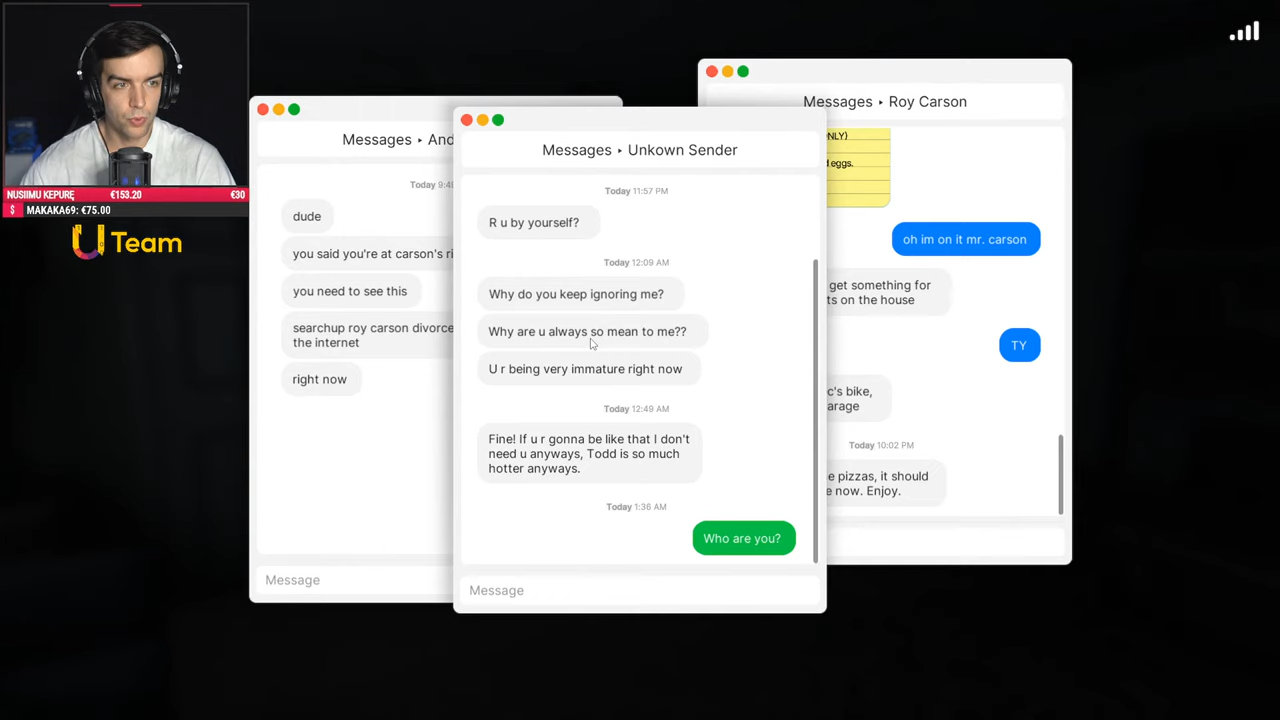 NUSIIMU KEPURĘ €153.20 €30
$ MAKAKA69: €75.00
U Team
Messages ▸ And
Today 9:48
dude
you said you're at carson's ri
you need to see this
searchup roy carson divorce
the internet
right now
Message
Messages ▸ Unkown Sender
Today 11:57 PM
R u by yourself?
Today 12:09 AM
Why do you keep ignoring me?
Why are u always so mean to me??
U r being very immature right now
Today 12:49 AM
Fine! If u r gonna be like that I don't
need u anyways, Todd is so much
hotter anyways.
Today 1:36 AM
Who are you?
Message
Messages ▸ Roy Carson
NLY)
d eggs.
oh im on it mr. carson
get something for
ts on the house
TY
c's bike,
arage
Today 10:02 PM
e pizzas, it should
e now. Enjoy.